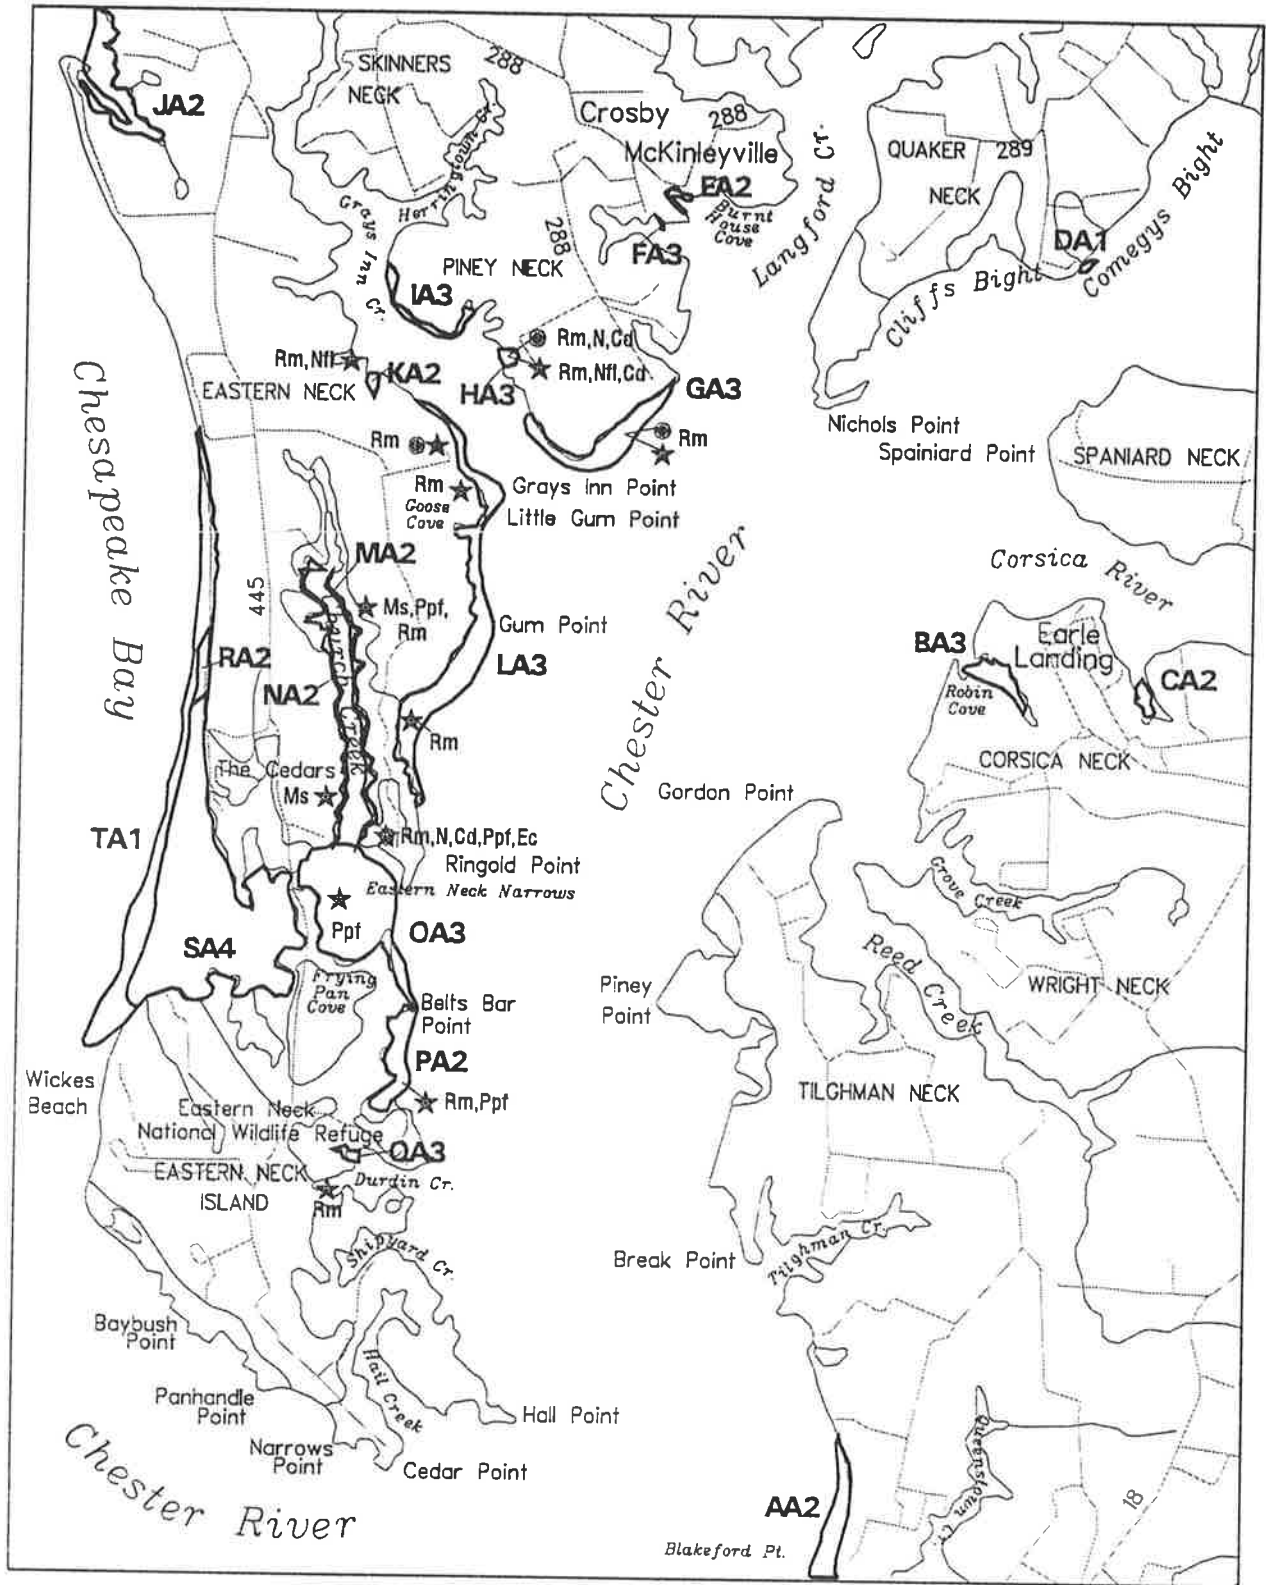 SKINNERS
NECK
288
JA2
Crosby
288
McKinleyville
Herringtown Cr.
Grays Inn Cr.
EA2
Burnt
House
Cove
288
FA3
PINEY NECK
IA3
Langford Cr.
QUAKER
289
NECK
DA1
Comegys Bight
Cliffs Bight
Rm,N,Cd
Rm,Nfl
Rm,Nfl,Cd
KA2
HA3
GA3
EASTERN NECK
Chesapeake Bay
Rm
Rm
Nichols Point
Spainiard Point
SPANIARD NECK
Rm
Goose
Cove
Grays Inn Point
Little Gum Point
MA2
Corsica River
445
Ms,Ppf,
Rm
Gum Point
Chester River
Church Creek
RA2
NA2
LA3
BA3
Earle
Landing
CA2
Robin
Cove
Rm
CORSICA NECK
The Cedars
Ms
Gordon Point
TA1
Rm,N,Cd,Ppf,Ec
Ringold Point
Eastern Neck Narrows
Grove Creek
Ppf
OA3
SA4
Reed Creek
Frying
Pan
Cove
Belts Bar
Point
Piney
Point
WRIGHT NECK
PA2
Wickes
Beach
Rm,Ppf
TILGHMAN NECK
Eastern Neck
National Wildlife Refuge
QA3
EASTERN NECK
ISLAND
Durdin Cr.
Rm
Shipyard Cr.
Break Point
Tilghman Cr.
Baybush
Point
Hail Creek
Panhandle
Point
Hall Point
Narrows
Point
Cedar Point
Queenstown Cr.
Chester River
AA2
18
Blakeford Pt.